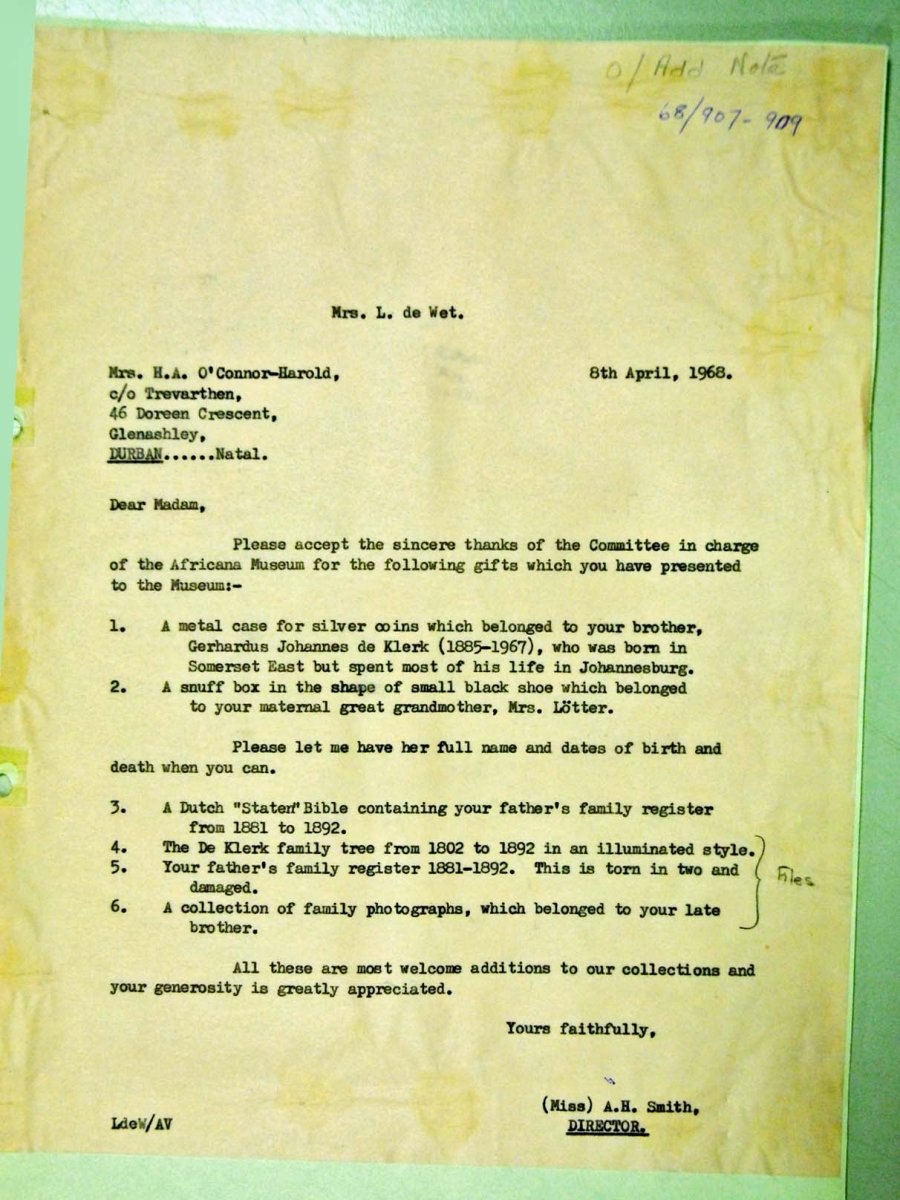 o/ Add Note
68/907-909
Mrs. L. de Wet.
Mrs. H.A. O'Connor-Harold, 8th April, 1968.
c/o Trevarthen,
46 Doreen Crescent,
Glenashley,
DURBAN......Natal.
Dear Madam,
Please accept the sincere thanks of the Committee in charge
of the Africana Museum for the following gifts which you have presented
to the Museum:-
1. A metal case for silver coins which belonged to your brother,
Gerhardus Johannes de Klerk (1885-1967), who was born in
Somerset East but spent most of his life in Johannesburg.
2. A snuff box in the shape of small black shoe which belonged
to your maternal great grandmother, Mrs. Lötter.
Please let me have her full name and dates of birth and
death when you can.
3. A Dutch "Staten" Bible containing your father's family register
from 1881 to 1892.
4. The De Klerk family tree from 1802 to 1892 in an illuminated style.
5. Your father's family register 1881-1892. This is torn in two and
damaged.
Files
6. A collection of family photographs, which belonged to your late
brother.
All these are most welcome additions to our collections and
your generosity is greatly appreciated.
Yours faithfully,
(Miss) A.H. Smith,
LdeW/AV DIRECTOR.